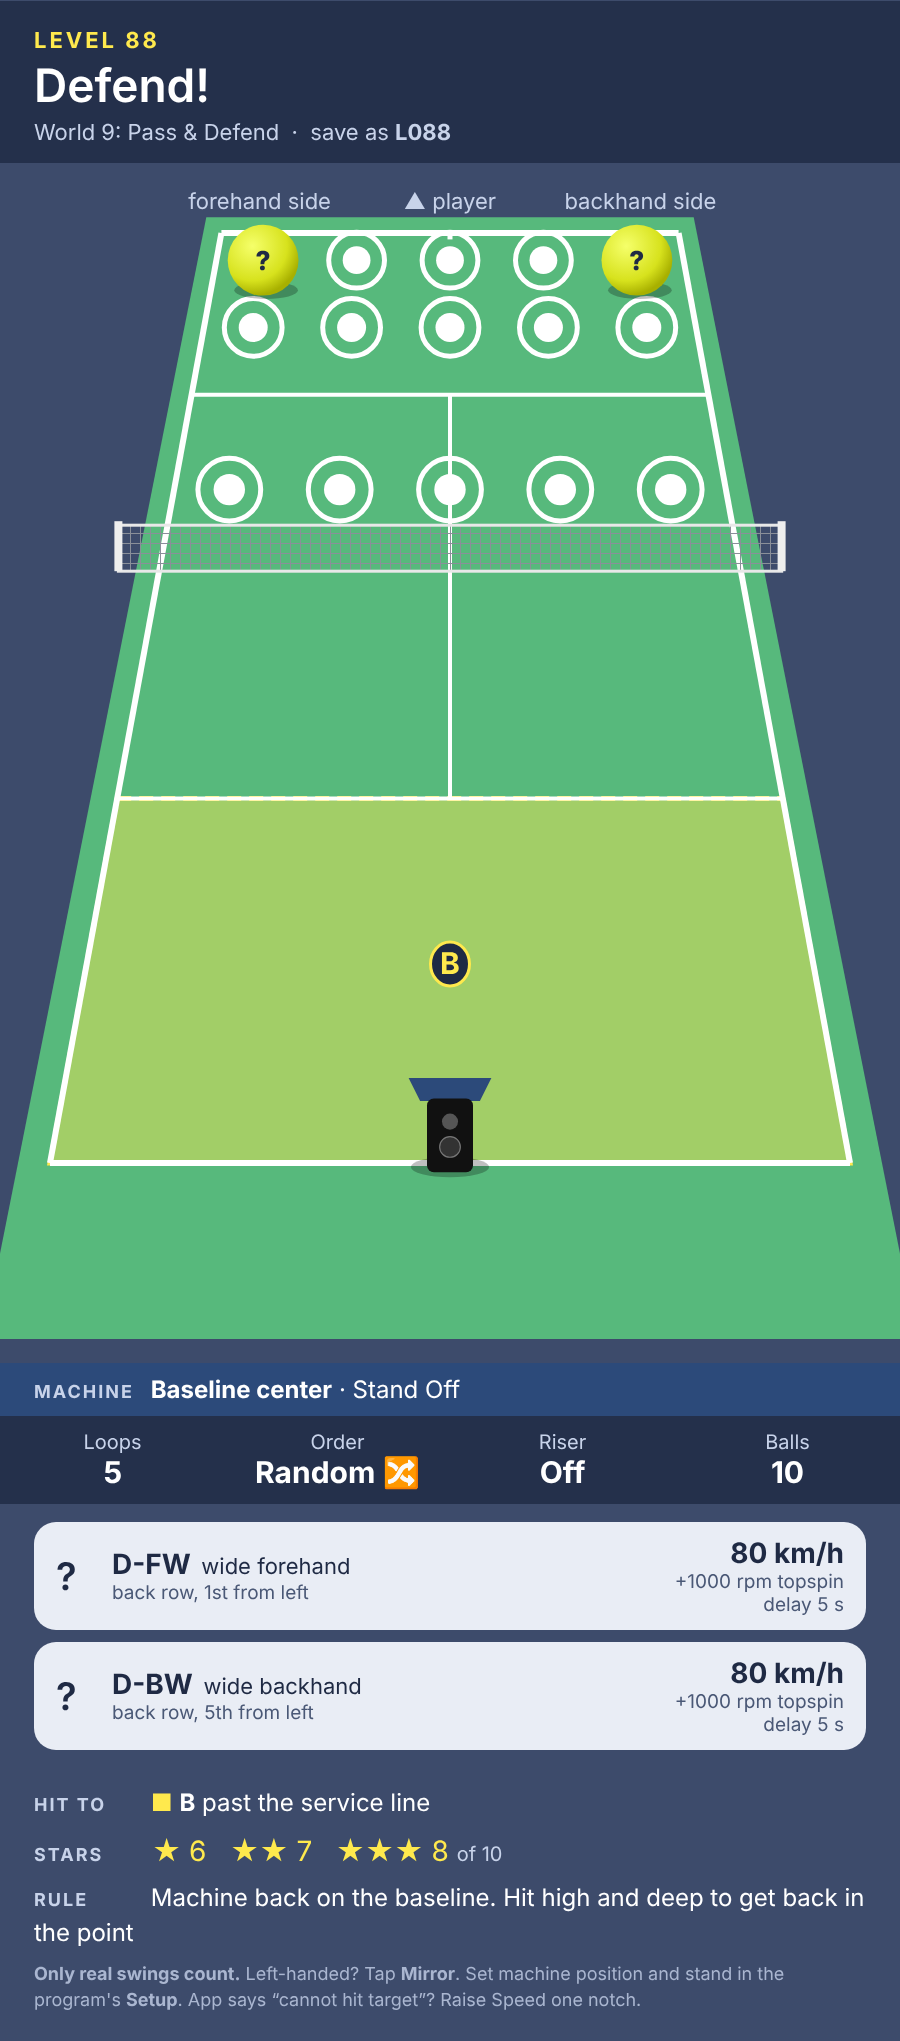 LEVEL 88
Defend!
World 9: Pass & Defend · save as L088
forehand side ▲ player backhand side
? ?
B
MACHINE Baseline center · Stand Off
Loops Order Riser Balls
5 Random 🔀 Off 10
? D-FW wide forehand 80 km/h
back row, 1st from left +1000 rpm topspin
delay 5 s
? D-BW wide backhand 80 km/h
back row, 5th from left +1000 rpm topspin
delay 5 s
HIT TO B past the service line
STARS ★ 6 ★★ 7 ★★★ 8 of 10
RULE Machine back on the baseline. Hit high and deep to get back in
the point
Only real swings count. Left-handed? Tap Mirror. Set machine position and stand in the
program's Setup. App says “cannot hit target”? Raise Speed one notch.